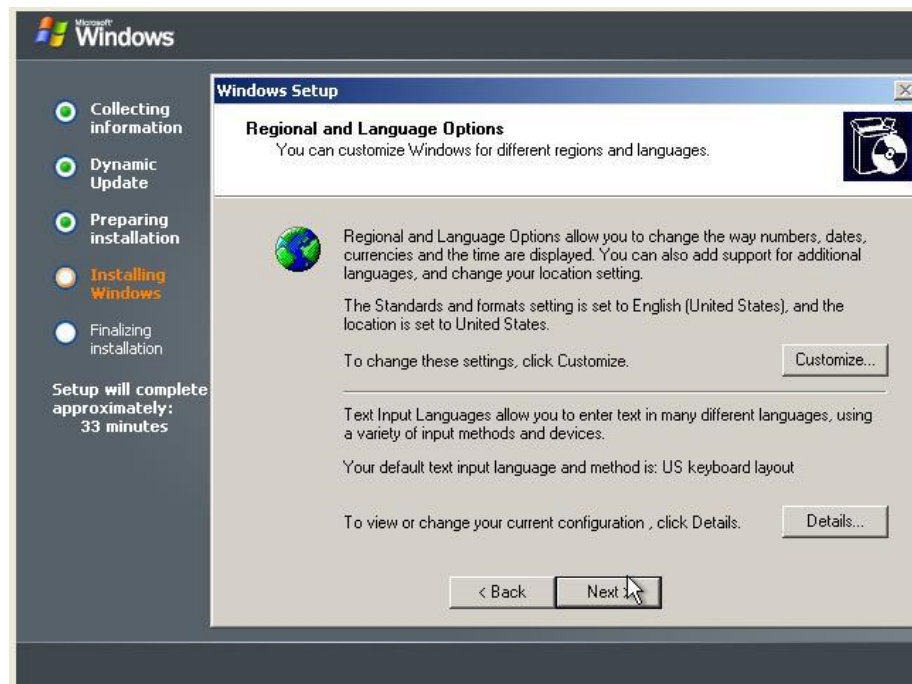 Microsoft
Windows
Collecting
information
Dynamic
Update
Preparing
installation
Installing
Windows
Finalizing
installation
Setup will complete
approximately:
33 minutes
Windows Setup
Regional and Language Options
You can customize Windows for different regions and languages.
Regional and Language Options allow you to change the way numbers, dates,
currencies and the time are displayed. You can also add support for additional
languages, and change your location setting.
The Standards and formats setting is set to English (United States), and the
location is set to United States.
To change these settings, click Customize.
Customize...
Text Input Languages allow you to enter text in many different languages, using
a variety of input methods and devices.
Your default text input language and method is: US keyboard layout
To view or change your current configuration , click Details.
Details...
< Back
Next >